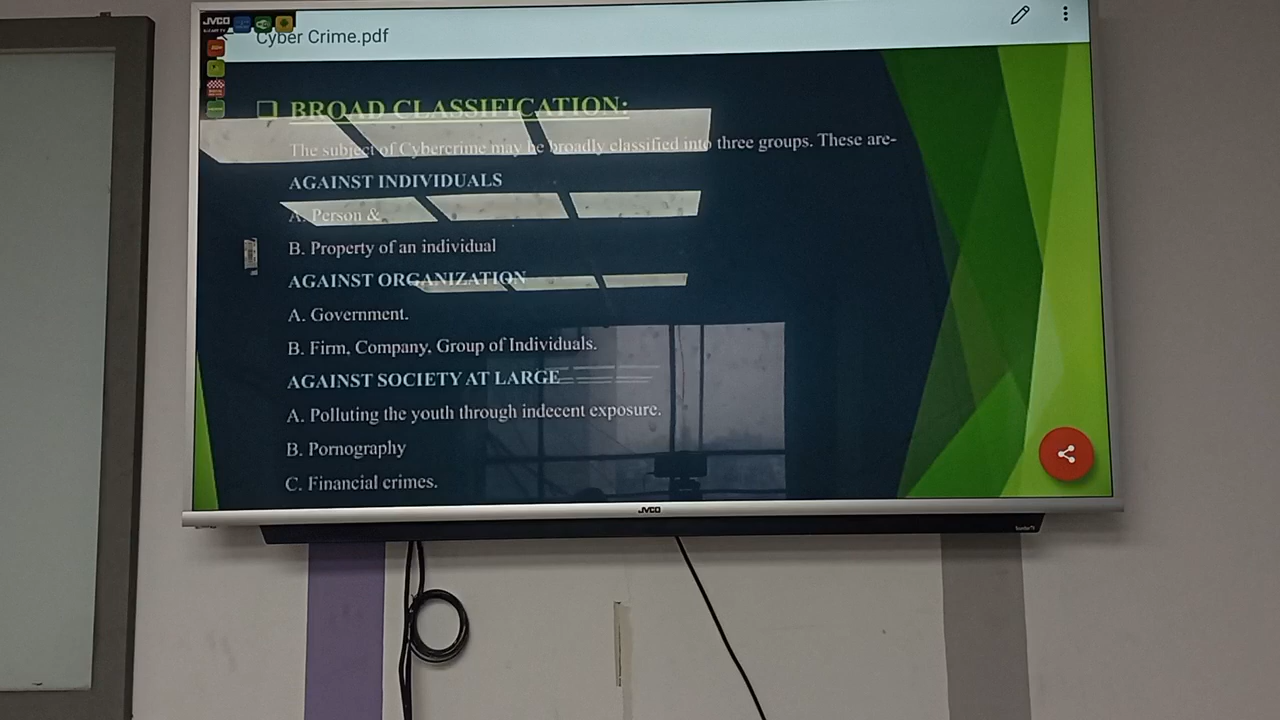 JVCO
Cyber Crime.pdf
BROAD CLASSIFICATION:
The subject of Cybercrime may be broadly classified into three groups. These are-
AGAINST INDIVIDUALS
A. Person &
B. Property of an individual
AGAINST ORGANIZATION
A. Government.
B. Firm, Company, Group of Individuals.
AGAINST SOCIETY AT LARGE
A. Polluting the youth through indecent exposure.
B. Pornography
C. Financial crimes.
JVCO